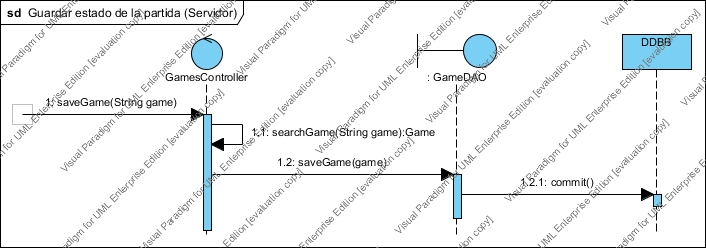 sd Guardar estado de la partida (Servidor)
GamesController
: GameDAO
DDBB
1: saveGame(String game)
1.1: searchGame(String game):Game
1.2: saveGame(game)
1.2.1: commit()
Visual Paradigm for UML Enterprise Edition [evaluation copy]